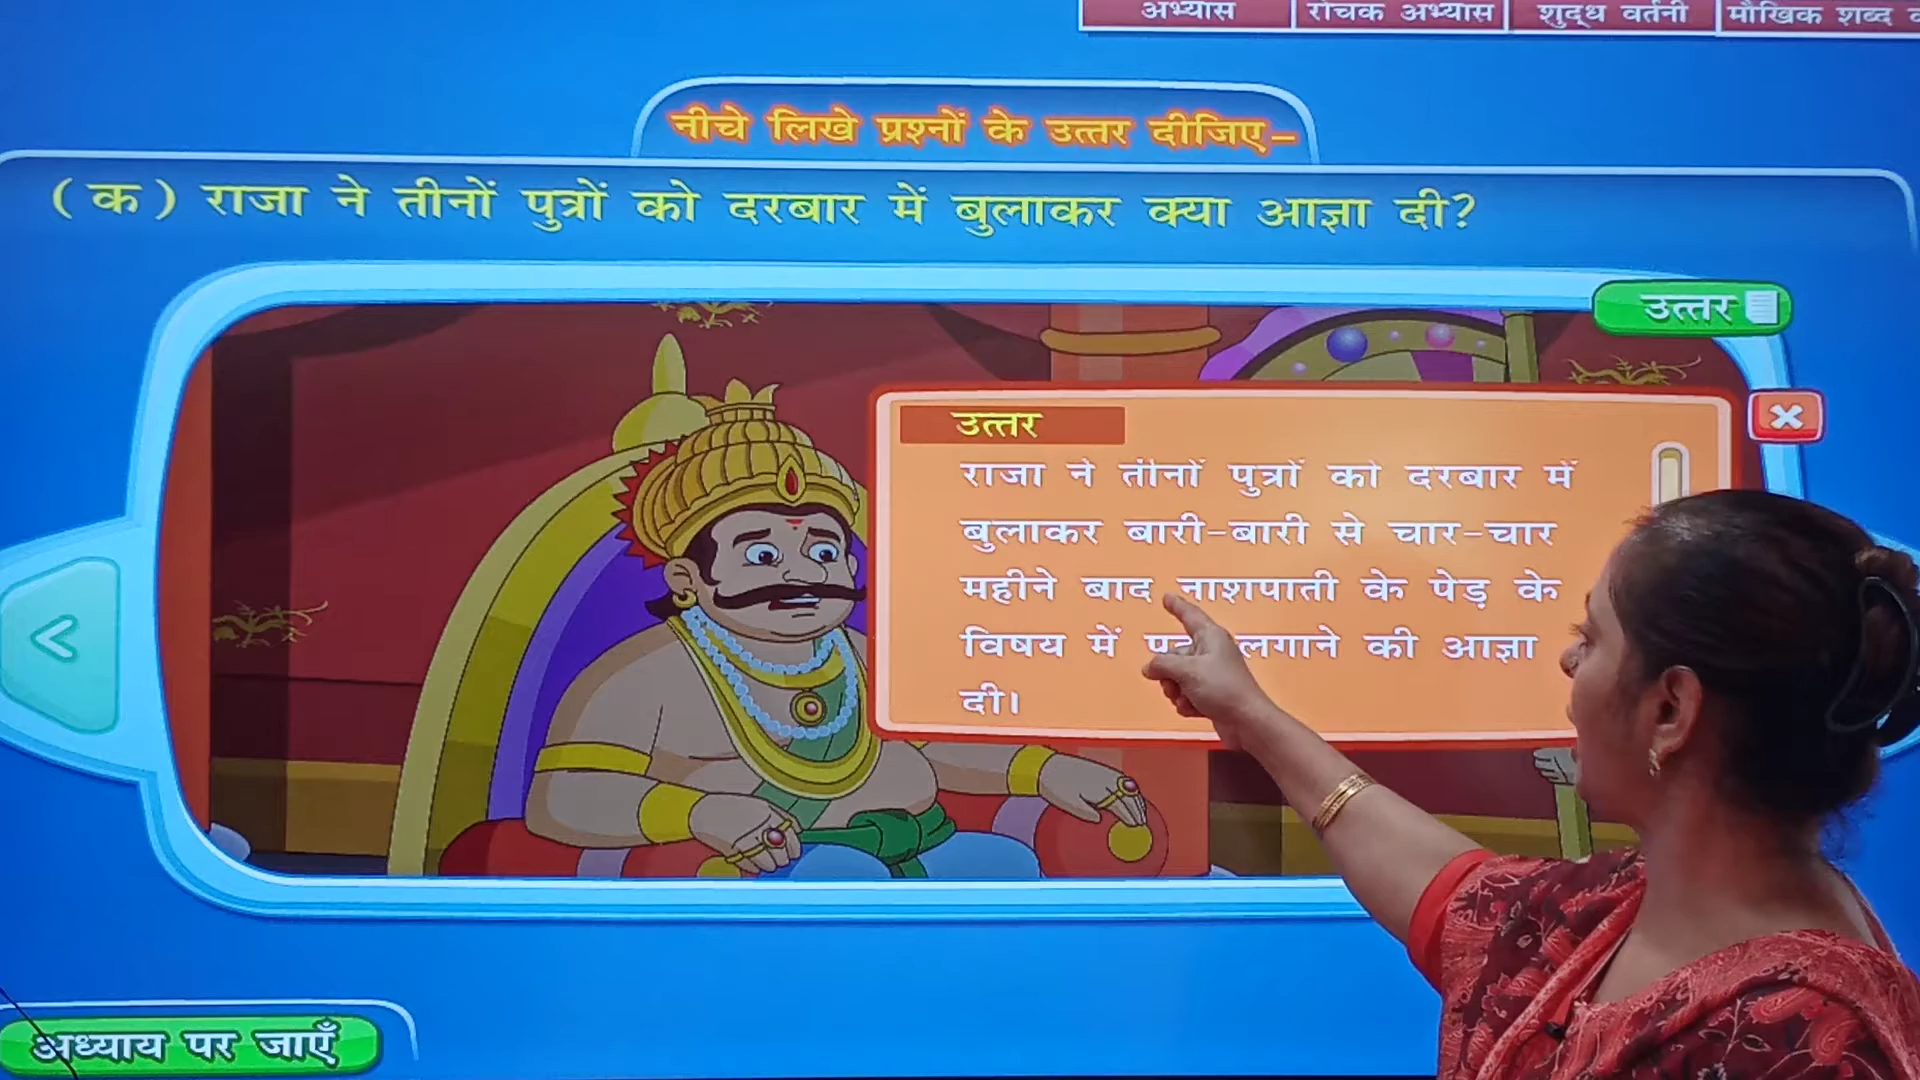 अभ्यास
रोचक अभ्यास
शुद्ध वर्तनी
मौखिक शब्द
नीचे लिखे प्रश्नों के उत्तर दीजिए–
(क) राजा ने तीनों पुत्रों को दरबार में बुलाकर क्या आज्ञा दी?
उत्तर
उत्तर
राजा ने तीनों पुत्रों को दरबार में
बुलाकर बारी-बारी से चार-चार
महीने बाद नाशपाती के पेड़ के
विषय में लगाने की आज्ञा
दी।
अध्याय पर जाएँ